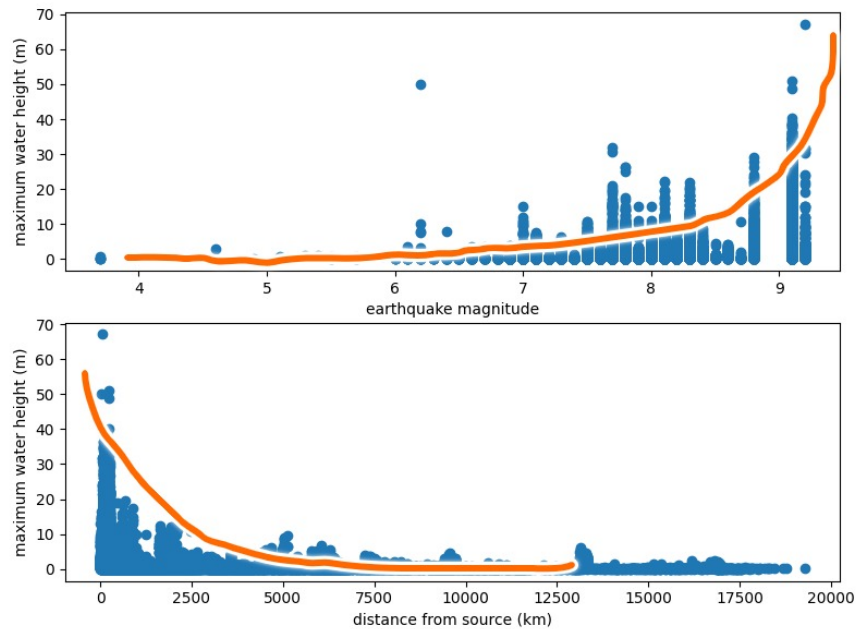 70
60
50
40
30
20
10
0
maximum water height (m)
4 5 6 7 8 9
earthquake magnitude
70
60
50
40
30
20
10
0
maximum water height (m)
0 2500 5000 7500 10000 12500 15000 17500 20000
distance from source (km)